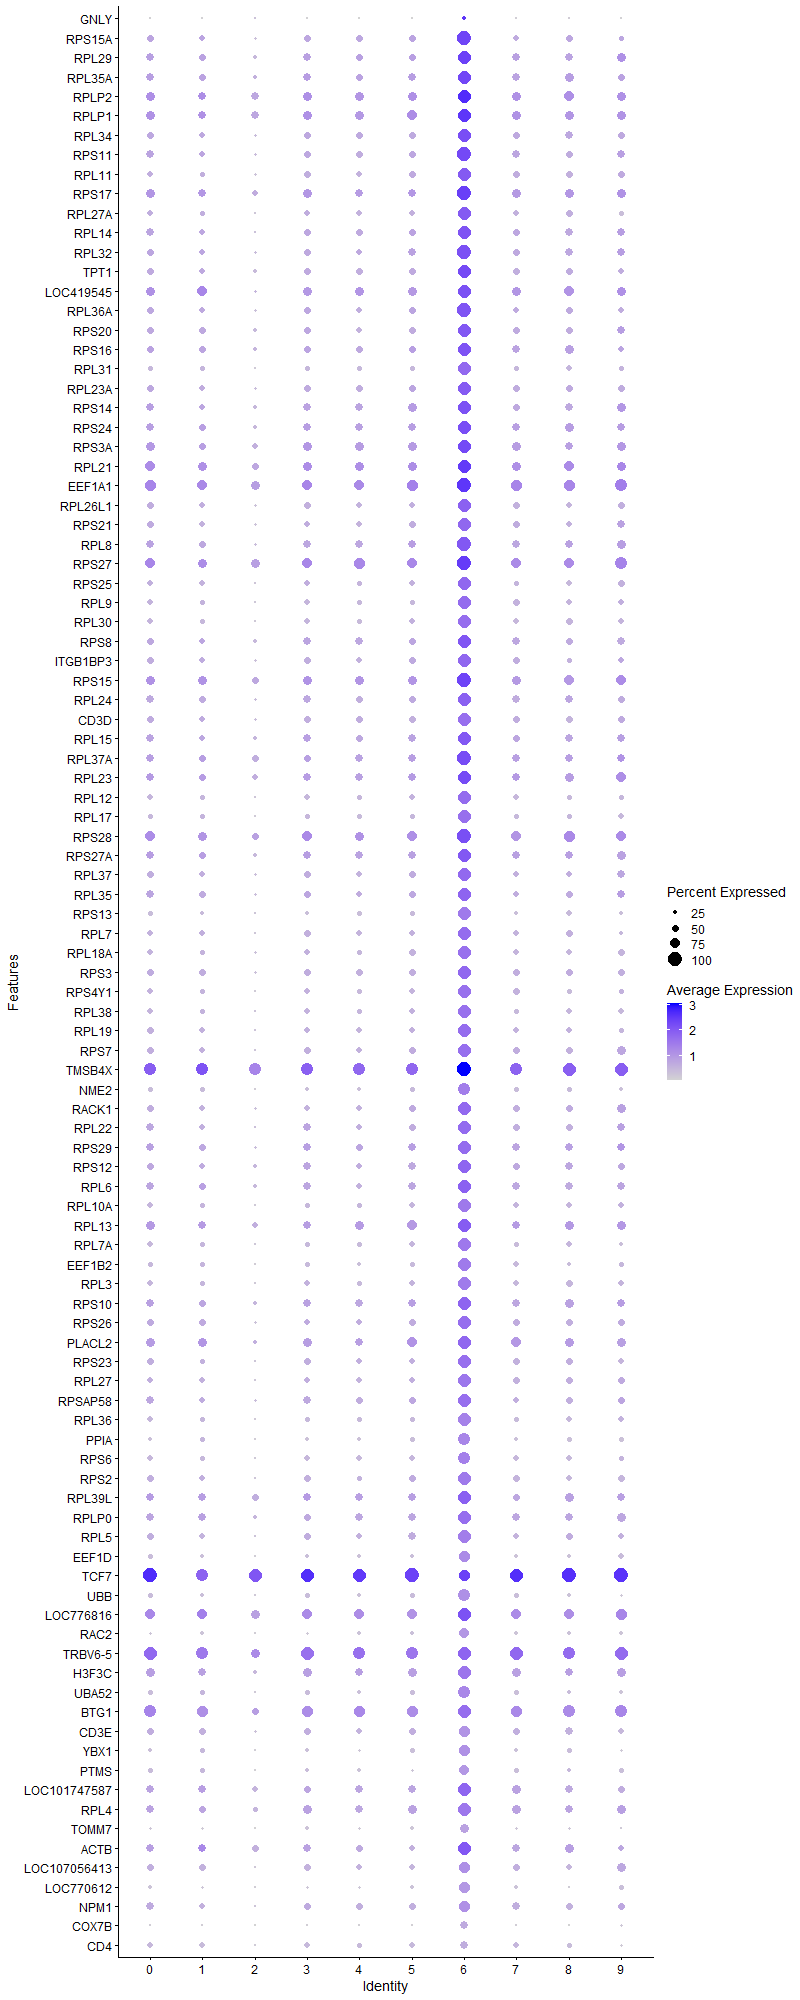 GNLY
RPS15A
RPL29
RPL35A
RPLP2
RPLP1
RPL34
RPS11
RPL11
RPS17
RPL27A
RPL14
RPL32
TPT1
LOC419545
RPL36A
RPS20
RPS16
RPL31
RPL23A
RPS14
RPS24
RPS3A
RPL21
EEF1A1
RPL26L1
RPS21
RPL8
RPS27
RPS25
RPL9
RPL30
RPS8
ITGB1BP3
RPS15
RPL24
CD3D
RPL15
RPL37A
RPL23
RPL12
RPL17
RPS28
RPS27A
RPL37
RPL35
RPS13
RPL7
RPL18A
RPS3
RPS4Y1
RPL38
RPL19
RPS7
TMSB4X
NME2
RACK1
RPL22
RPS29
RPS12
RPL6
RPL10A
RPL13
RPL7A
EEF1B2
RPL3
RPS10
RPS26
PLACL2
RPS23
RPL27
RPSAP58
RPL36
PPIA
RPS6
RPS2
RPL39L
RPLP0
RPL5
EEF1D
TCF7
UBB
LOC776816
RAC2
TRBV6-5
H3F3C
UBA52
BTG1
CD3E
YBX1
PTMS
LOC101747587
RPL4
TOMM7
ACTB
LOC107056413
LOC770612
NPM1
COX7B
CD4
Features
0 1 2 3 4 5 6 7 8 9
Identity
Percent Expressed
25
50
75
100
Average Expression
3
2
1